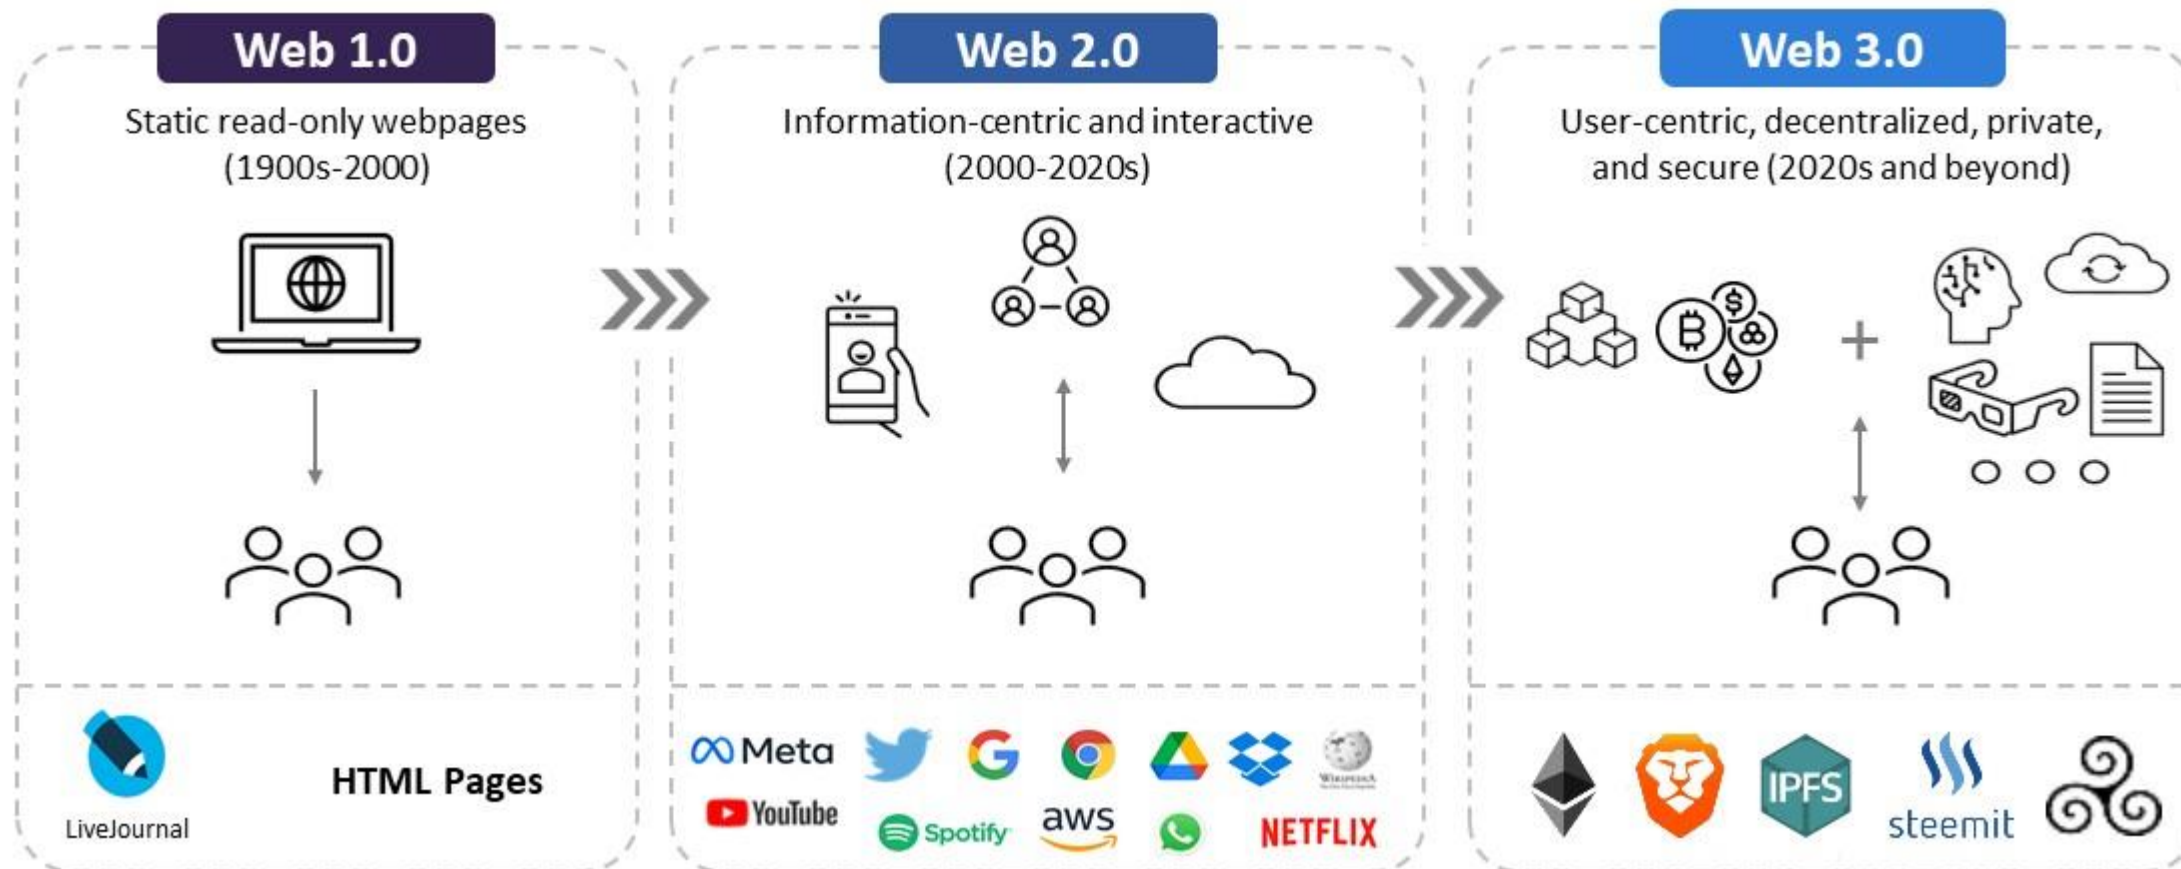 Web 1.0
Static read-only webpages
(1900s-2000)
LiveJournal
HTML Pages
Web 2.0
Information-centric and interactive
(2000-2020s)
Meta
WIKIPEDIA
YouTube
Spotify
aws
NETFLIX
Web 3.0
User-centric, decentralized, private,
and secure (2020s and beyond)
IPFS
steemit